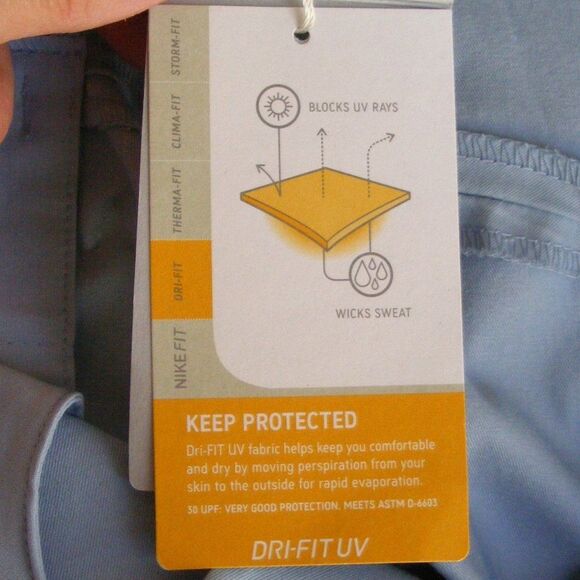 STORM-FIT
CLIMA-FIT
THERMA-FIT
DRI-FIT
NIKE FIT
BLOCKS UV RAYS
WICKS SWEAT
KEEP PROTECTED
Dri-FIT UV fabric helps keep you comfortable
and dry by moving perspiration from your
skin to the outside for rapid evaporation.
30 UPF: VERY GOOD PROTECTION. MEETS ASTM D-6603
DRI-FIT UV